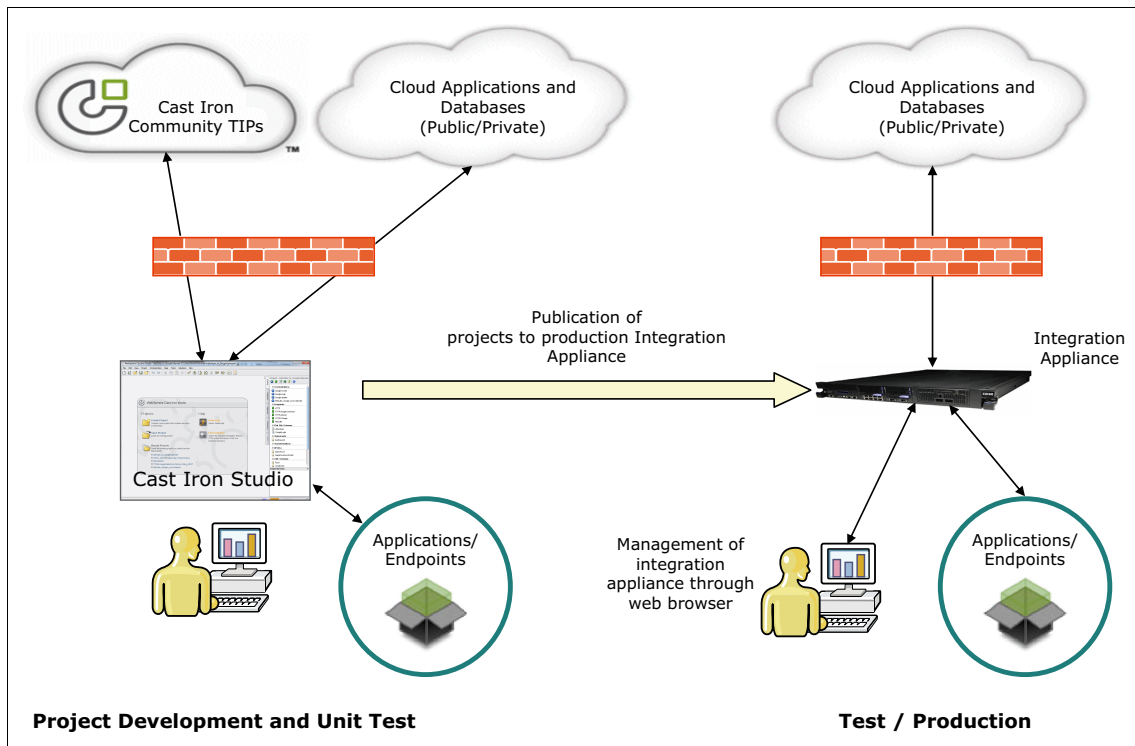 Cast Iron
Community TIPs
TM
Cloud Applications and
Databases
(Public/Private)
Cloud Applications and
Databases
(Public/Private)
Publication of
projects to production Integration
Appliance
Integration
Appliance
Cast Iron Studio
Applications/
Endpoints
Management of
integration
appliance through
web browser
Applications/
Endpoints
Project Development and Unit Test
Test / Production